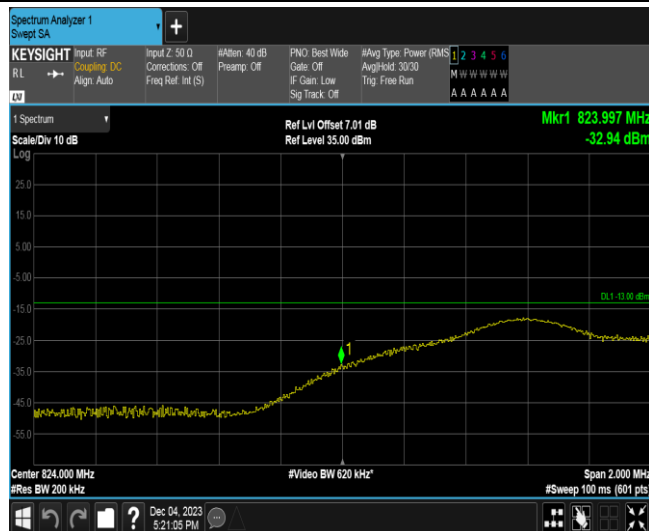 Spectrum Analyzer 1
Swept SA
+
KEYSIGHT
RL
LXI
Input: RF
Coupling: DC
Align: Auto
Input Z: 50 Ω
Corrections: Off
Freq Ref: Int (S)
#Atten: 40 dB
Preamp: Off
PNO: Best Wide
Gate: Off
IF Gain: Low
Sig Track: Off
#Avg Type: Power (RMS
Avg|Hold: 30/30
Trig: Free Run
1 2 3 4 5 6
M W W W W W
A A A A A A
1 Spectrum
Scale/Div 10 dB
Log
Ref Lvl Offset 7.01 dB
Ref Level 35.00 dBm
Mkr1 823.997 MHz
-32.94 dBm
25.0
15.0
5.00
-5.00
DL1 -13.00 dBm
-15.0
-25.0
1
-35.0
-45.0
-55.0
Center 824.000 MHz
#Res BW 200 kHz
#Video BW 620 kHz*
Span 2.000 MHz
#Sweep 100 ms (601 pts)
?
Dec 04, 2023
5:21:05 PM